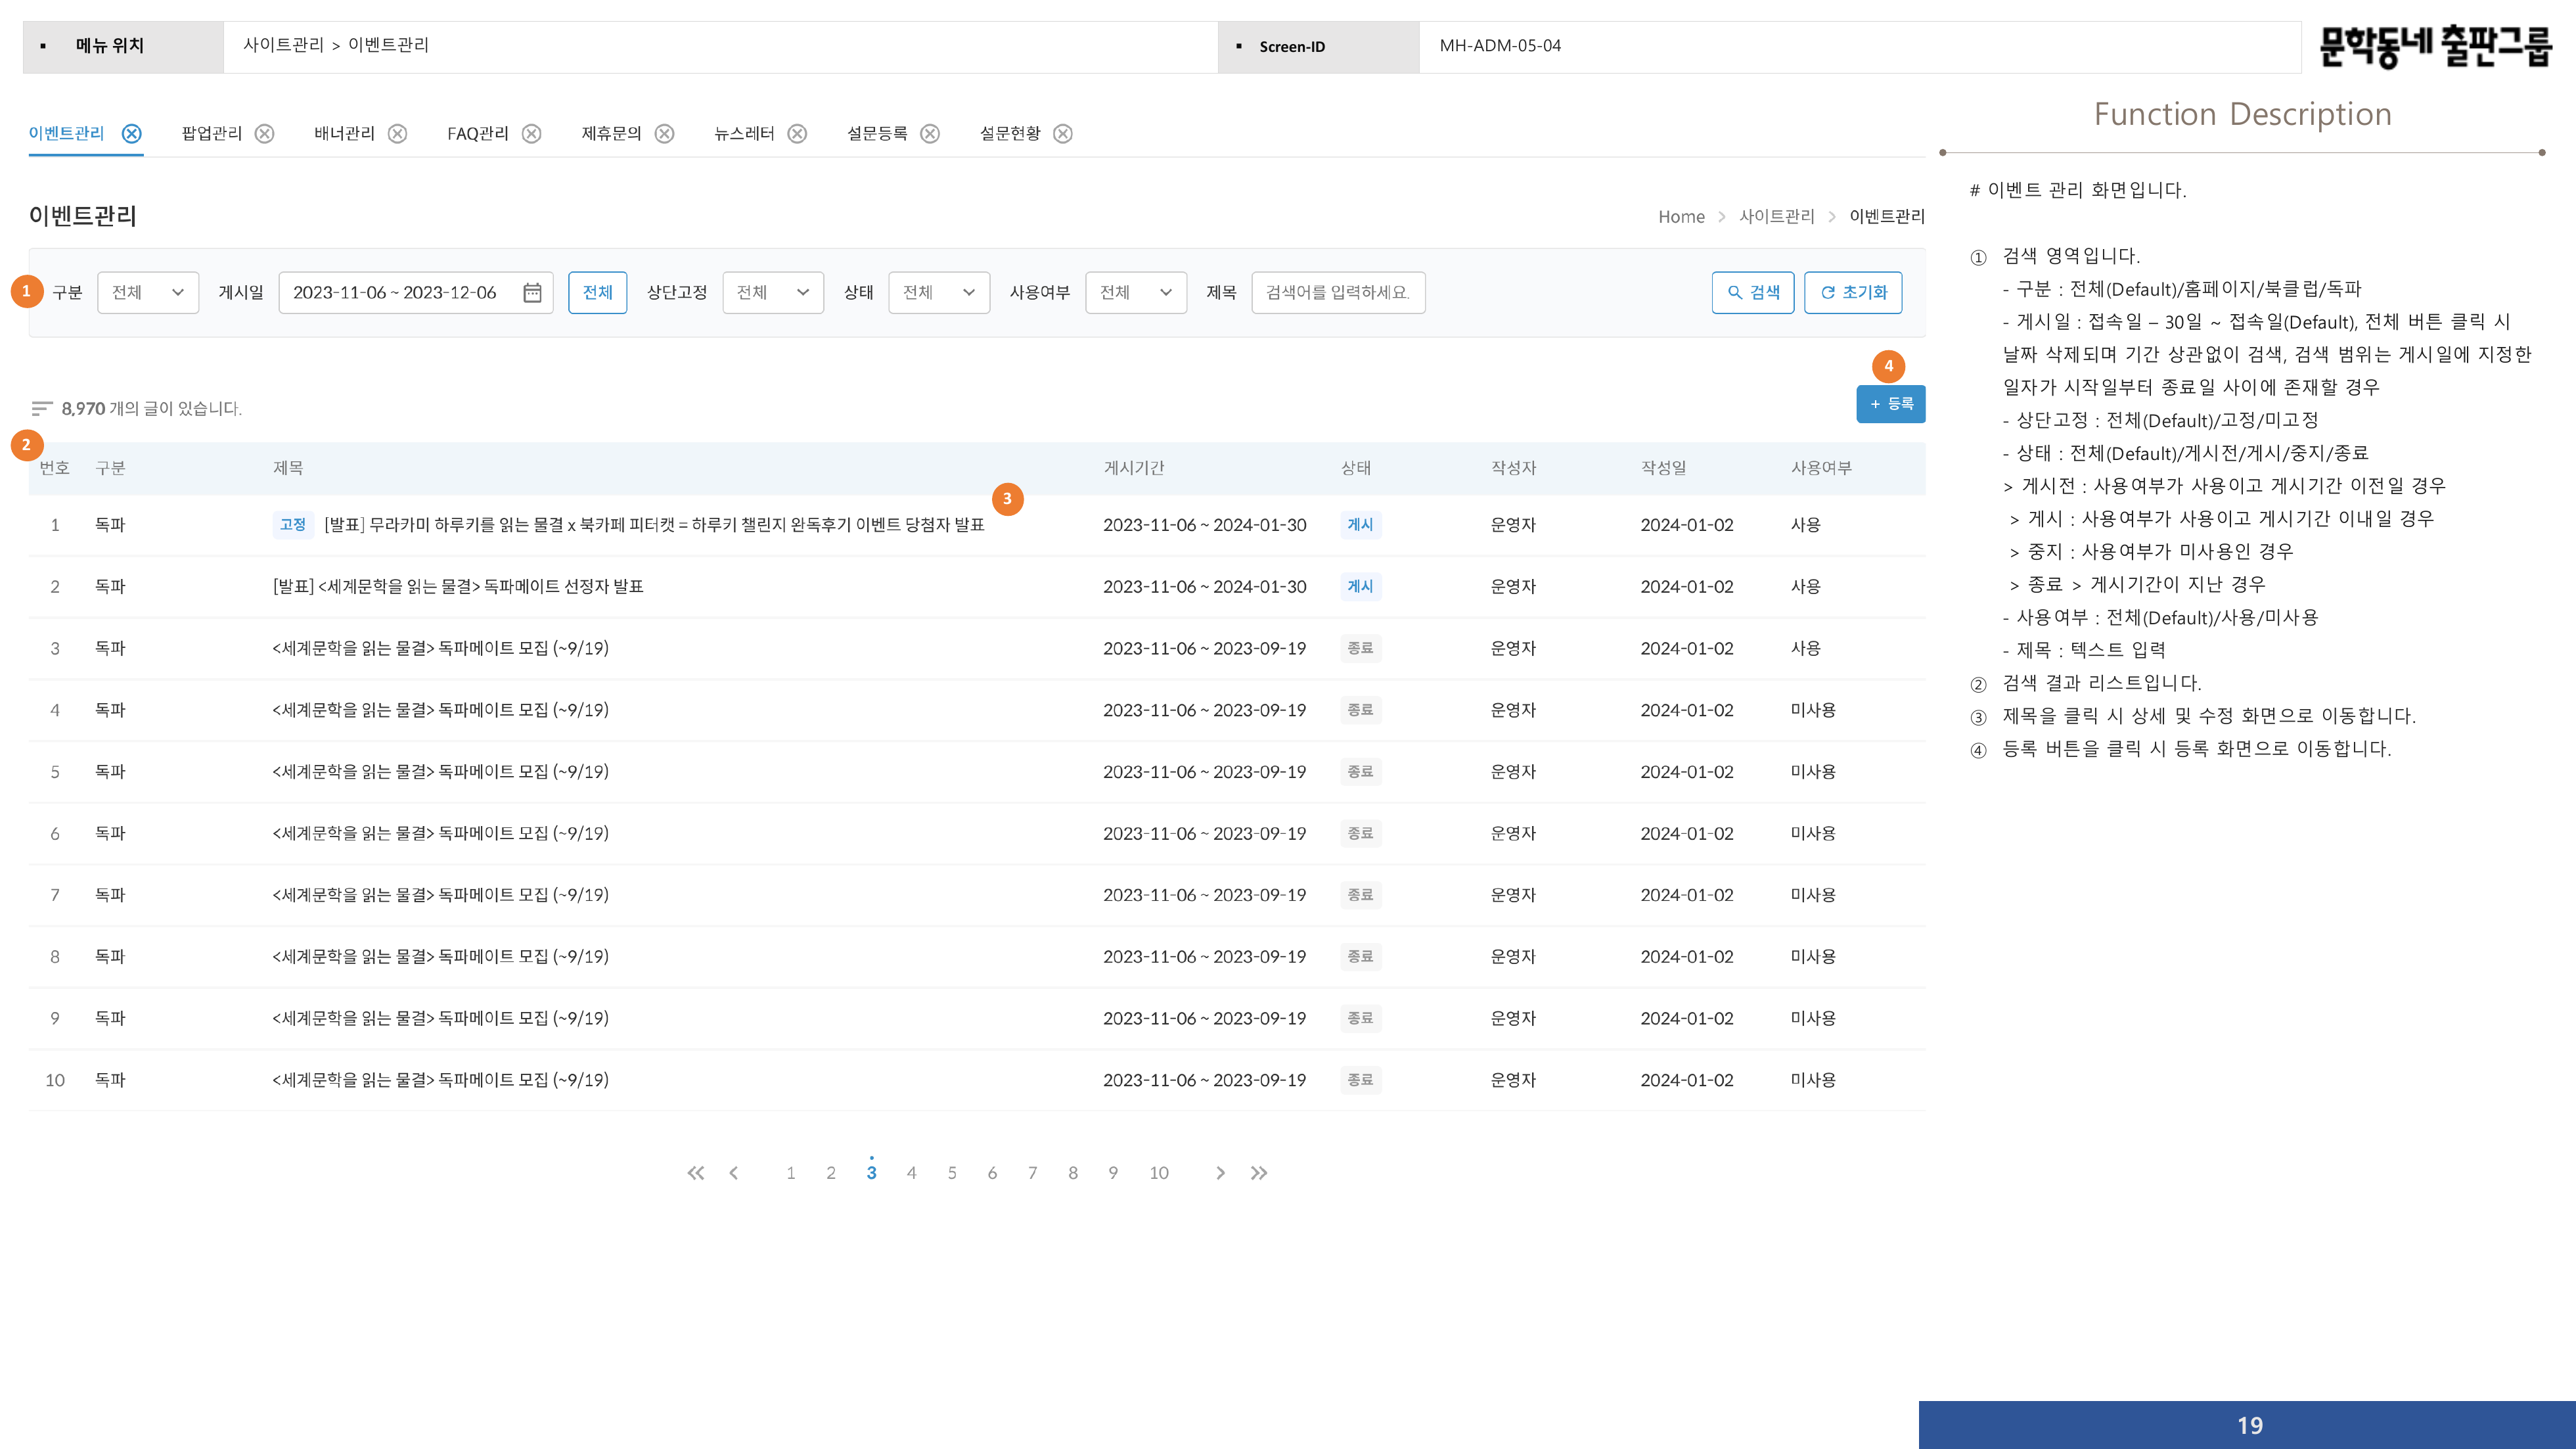 ▪ 메뉴 위치
사이트관리 > 이벤트관리
▪ Screen-ID
MH-ADM-05-04
문학동네 출판그룹
이벤트관리 팝업관리 배너관리 FAQ관리 제휴문의 뉴스레터 설문등록 설문현황
이벤트관리
Home > 사이트관리 > 이벤트관리
1 구분 전체 게시일 2023-11-06 ~ 2023-12-06 전체 상단고정 전체 상태 전체 사용여부 전체 제목 검색어를 입력하세요. 검색 초기화
4
8,970 개의 글이 있습니다.
+ 등록
2
번호 구분 제목 게시기간 상태 작성자 작성일 사용여부
3
1 독파 고정 [발표] 무라카미 하루키를 읽는 물결 x 북카페 피터캣 = 하루키 챌린지 완독후기 이벤트 당첨자 발표 2023-11-06 ~ 2024-01-30 게시 운영자 2024-01-02 사용
2 독파 [발표] <세계문학을 읽는 물결> 독파메이트 선정자 발표 2023-11-06 ~ 2024-01-30 게시 운영자 2024-01-02 사용
3 독파 <세계문학을 읽는 물결> 독파메이트 모집 (~9/19) 2023-11-06 ~ 2023-09-19 종료 운영자 2024-01-02 사용
4 독파 <세계문학을 읽는 물결> 독파메이트 모집 (~9/19) 2023-11-06 ~ 2023-09-19 종료 운영자 2024-01-02 미사용
5 독파 <세계문학을 읽는 물결> 독파메이트 모집 (~9/19) 2023-11-06 ~ 2023-09-19 종료 운영자 2024-01-02 미사용
6 독파 <세계문학을 읽는 물결> 독파메이트 모집 (~9/19) 2023-11-06 ~ 2023-09-19 종료 운영자 2024-01-02 미사용
7 독파 <세계문학을 읽는 물결> 독파메이트 모집 (~9/19) 2023-11-06 ~ 2023-09-19 종료 운영자 2024-01-02 미사용
8 독파 <세계문학을 읽는 물결> 독파메이트 모집 (~9/19) 2023-11-06 ~ 2023-09-19 종료 운영자 2024-01-02 미사용
9 독파 <세계문학을 읽는 물결> 독파메이트 모집 (~9/19) 2023-11-06 ~ 2023-09-19 종료 운영자 2024-01-02 미사용
10 독파 <세계문학을 읽는 물결> 독파메이트 모집 (~9/19) 2023-11-06 ~ 2023-09-19 종료 운영자 2024-01-02 미사용
1 2 3 4 5 6 7 8 9 10
Function Description
# 이벤트 관리 화면입니다.
① 검색 영역입니다.
- 구분 : 전체(Default)/홈페이지/북클럽/독파
- 게시일 : 접속일 – 30일 ~ 접속일(Default), 전체 버튼 클릭 시
날짜 삭제되며 기간 상관없이 검색, 검색 범위는 게시일에 지정한
일자가 시작일부터 종료일 사이에 존재할 경우
- 상단고정 : 전체(Default)/고정/미고정
- 상태 : 전체(Default)/게시전/게시/중지/종료
> 게시전 : 사용여부가 사용이고 게시기간 이전일 경우
> 게시 : 사용여부가 사용이고 게시기간 이내일 경우
> 중지 : 사용여부가 미사용인 경우
> 종료 > 게시기간이 지난 경우
- 사용여부 : 전체(Default)/사용/미사용
- 제목 : 텍스트 입력
② 검색 결과 리스트입니다.
③ 제목을 클릭 시 상세 및 수정 화면으로 이동합니다.
④ 등록 버튼을 클릭 시 등록 화면으로 이동합니다.
19